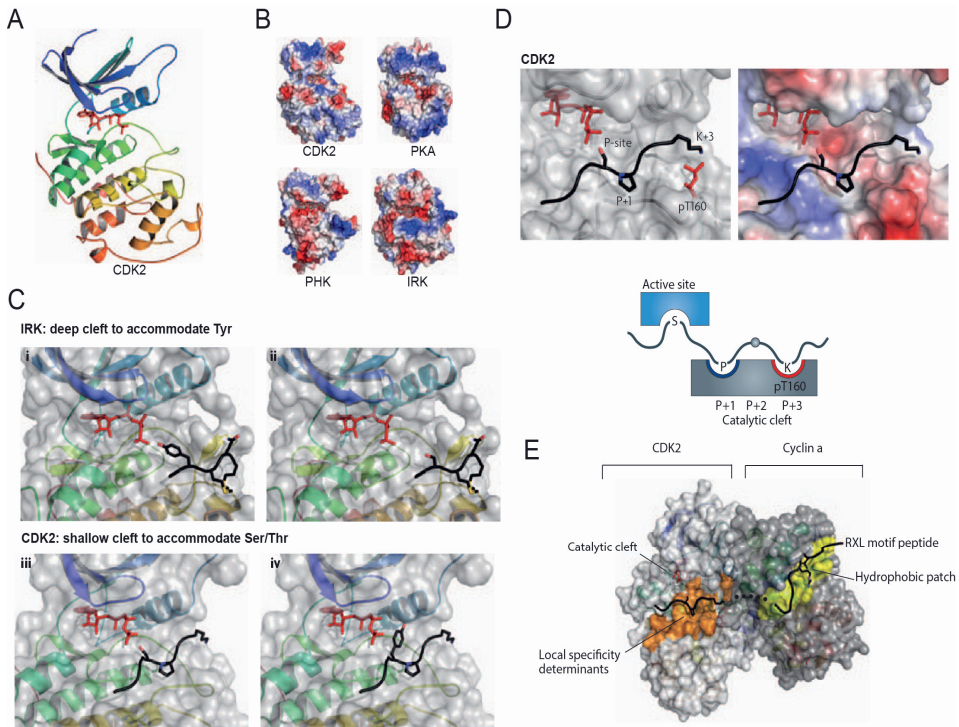 A
CDK2
B
CDK2
PKA
PHK
IRK
C
IRK: deep cleft to accommodate Tyr
i
ii
CDK2: shallow cleft to accommodate Ser/Thr
iii
iv
D
CDK2
P-site
K+3
P+1
pT160
Active site
S
P
K
pT160
P+1 P+2 P+3
Catalytic cleft
E
CDK2
Cyclin a
Catalytic cleft
RXL motif peptide
Hydrophobic patch
Local specificity
determinants